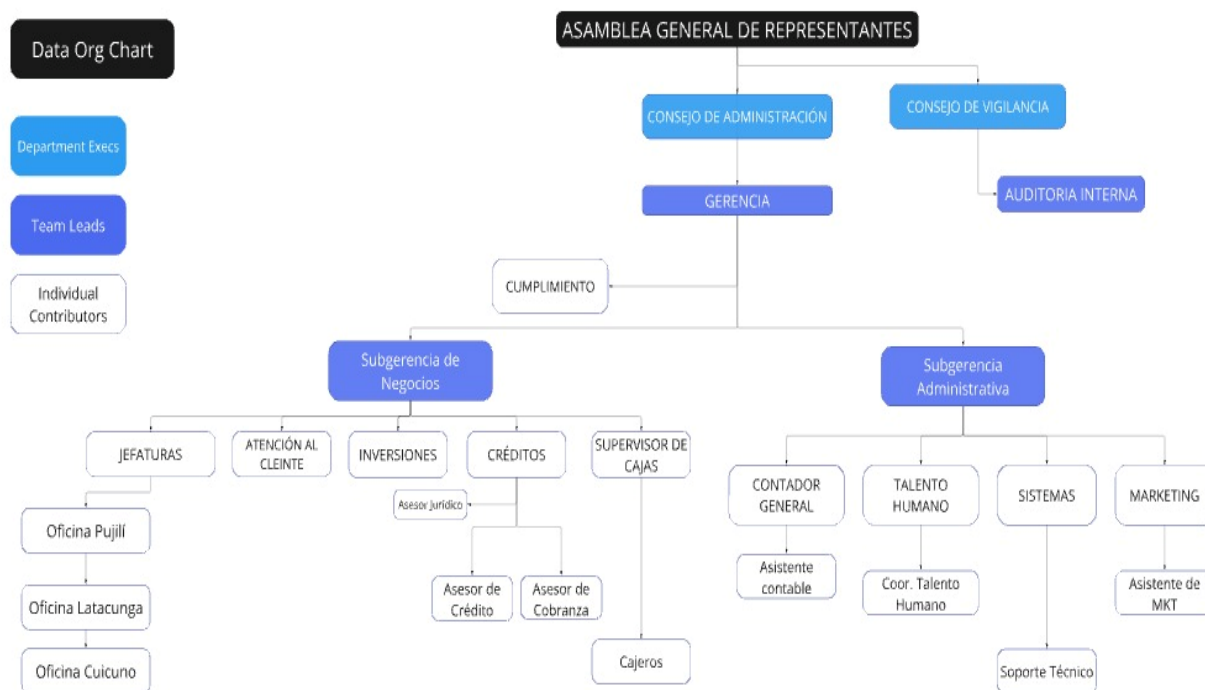 Data Org Chart
Department Execs
Team Leads
Individual
Contributors
ASAMBLEA GENERAL DE REPRESENTANTES
CONSEJO DE ADMINISTRACIÓN
CONSEJO DE VIGILANCIA
GERENCIA
AUDITORIA INTERNA
CUMPLIMIENTO
Subgerencia de
Negocios
Subgerencia
Administrativa
JEFATURAS
ATENCIÓN AL
CLEINTE
INVERSIONES
CRÉDITOS
SUPERVISOR DE
CAJAS
CONTADOR
GENERAL
TALENTO
HUMANO
SISTEMAS
MARKETING
Asesor Jurídico
Oficina Pujilí
Oficina Latacunga
Oficina Cuicuno
Asesor de
Crédito
Asesor de
Cobranza
Cajeros
Asistente
contable
Coor. Talento
Humano
Soporte Técnico
Asistente de
MKT